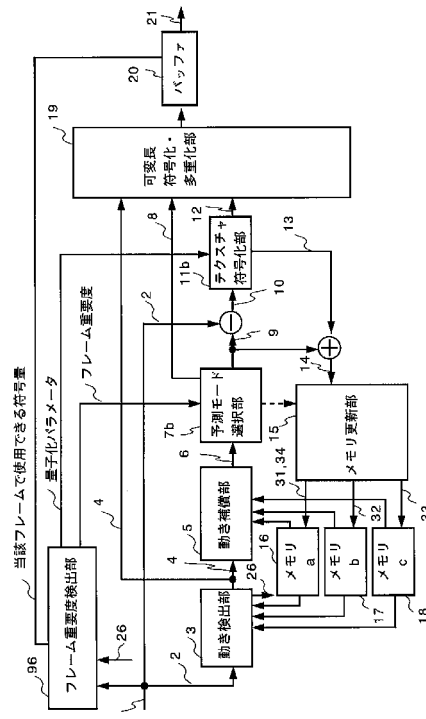 当該フレームで使用できる符号量
量子化パラメータ
フレーム重要度
96
フレーム重要度検出部
26
2
2
3
動き検出部
4
4
26
5
動き補償部
6
7b
予測モード
選択部
8
9
2
10
11b
テクスチャ
符号化部
12
13
14
15
メモリ更新部
31,34
32
33
16
メモリ
a
17
メモリ
b
18
メモリ
c
19
可変長
符号化・
多重化部
20
バッファ
21